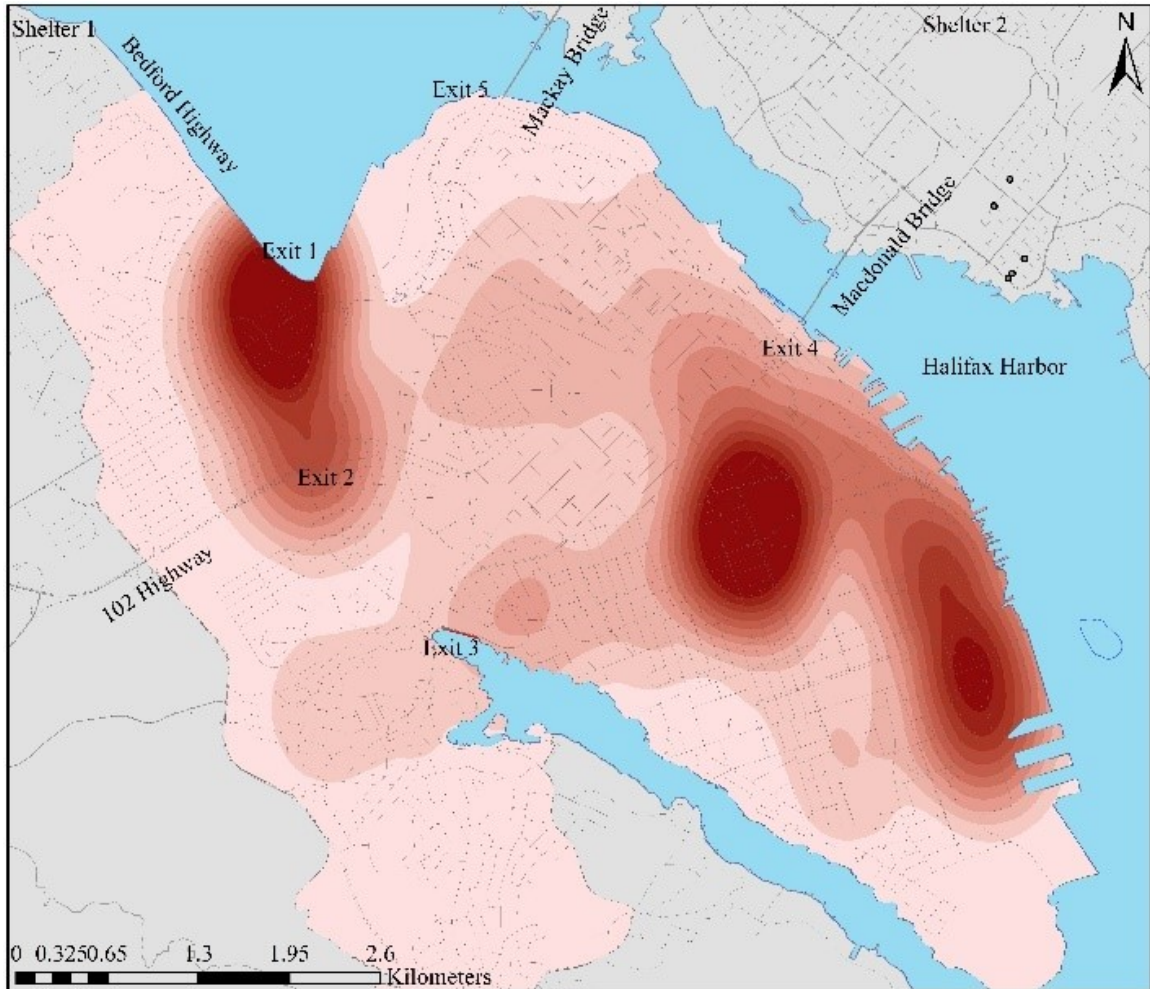 Shelter 1
Shelter 2
N
Bedford Highway
Exit 5
Mackay Bridge
Macdonald Bridge
Exit 1
Exit 4
Halifax Harbor
Exit 2
102 Highway
Exit 3
0 0.3250.65 1.3 1.95 2.6
Kilometers